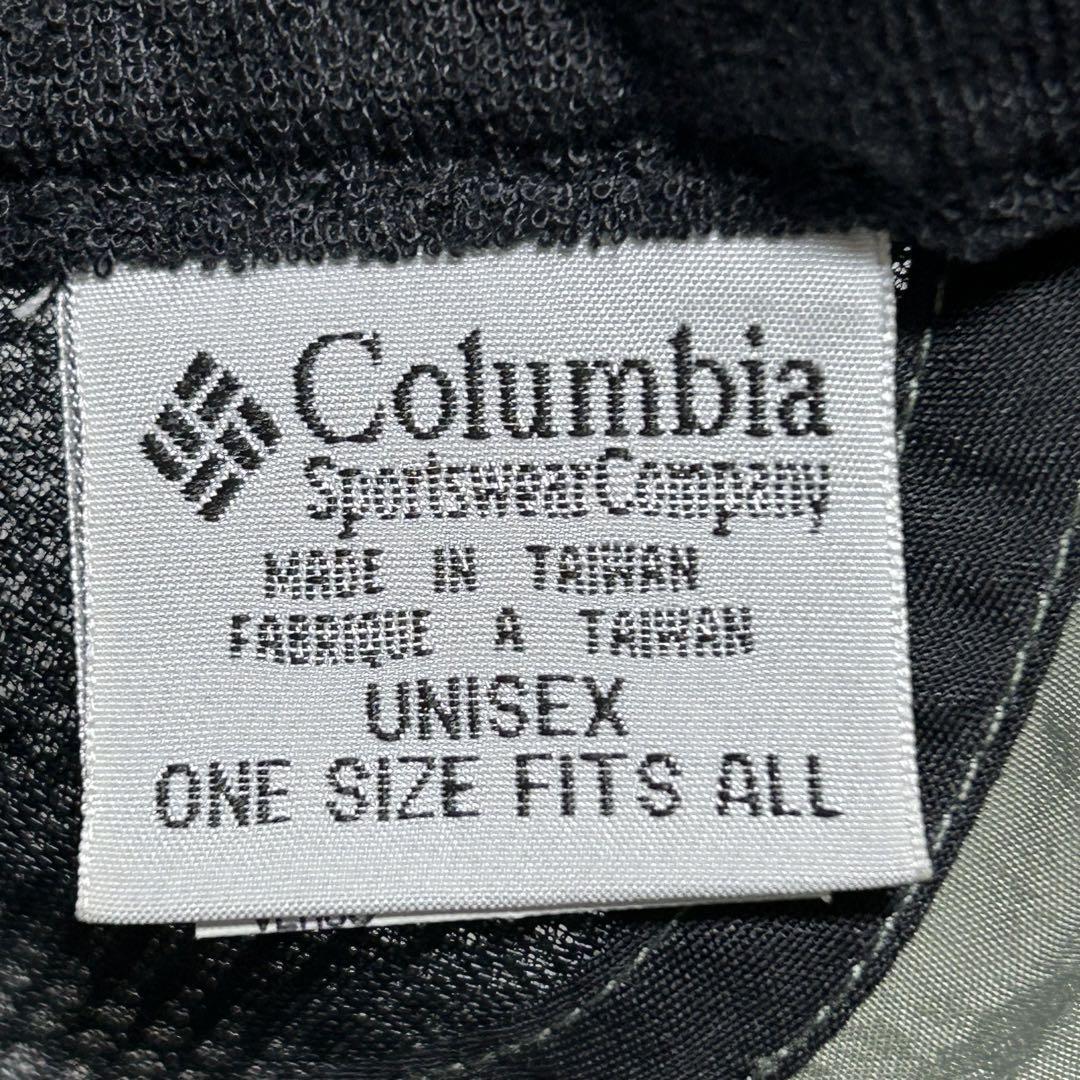 Columbia
Sportswear Company
MADE IN TAIWAN
FABRIQUE A TAIWAN
UNISEX
ONE SIZE FITS ALL